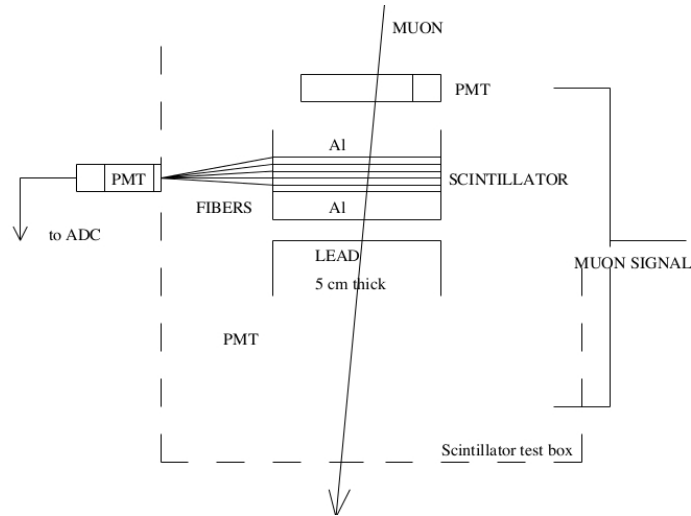 MUON
PMT
Al
PMT
SCINTILLATOR
FIBERS
Al
to ADC
LEAD
MUON SIGNAL
5 cm thick
PMT
Scintillator test box